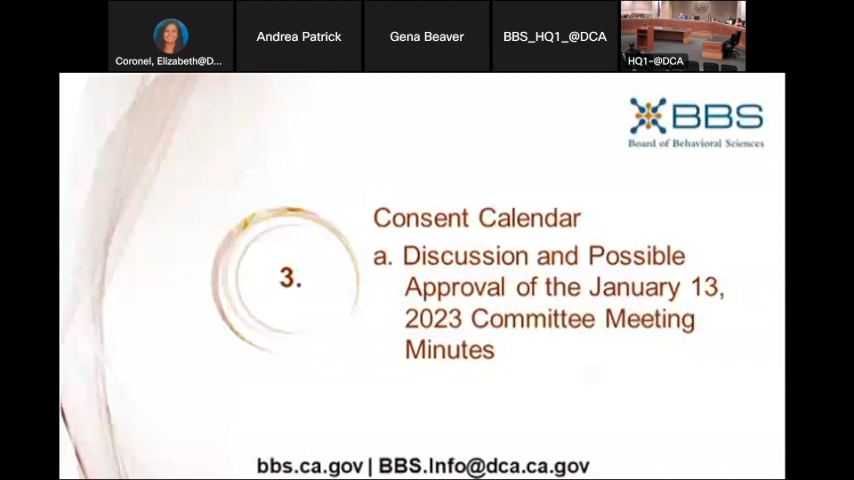 Coronel, Elizabeth@D...
Andrea Patrick
Gena Beaver
BBS_HQ1_@DCA
HQ1-@DCA
BBS
Board of Behavioral Sciences
3.
Consent Calendar
a. Discussion and Possible
Approval of the January 13,
2023 Committee Meeting
Minutes
bbs.ca.gov | BBS.Info@dca.ca.gov